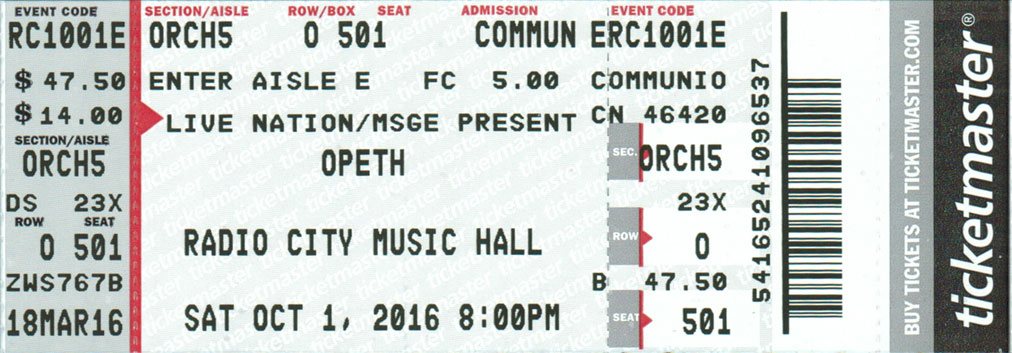 EVENT CODE
RC1001E
$ 47.50
$ 14.00
SECTION/AISLE
ORCH5
DS 23X
ROW SEAT
O 501
ZWS767B
18MAR16
SECTION/AISLE ROW/BOX SEAT ADMISSION
ORCH5 O 501 COMMUN
ENTER AISLE E FC 5.00
LIVE NATION/MSGE PRESENT
OPETH
RADIO CITY MUSIC HALL
SAT OCT 1, 2016 8:00PM
EVENT CODE
ERC1001E
COMMUNIO
CN 46420
SEC. ORCH5
23X
ROW O
B 47.50
SEAT 501
54165241096537
BUY TICKETS AT TICKETMASTER.COM
ticketmaster®